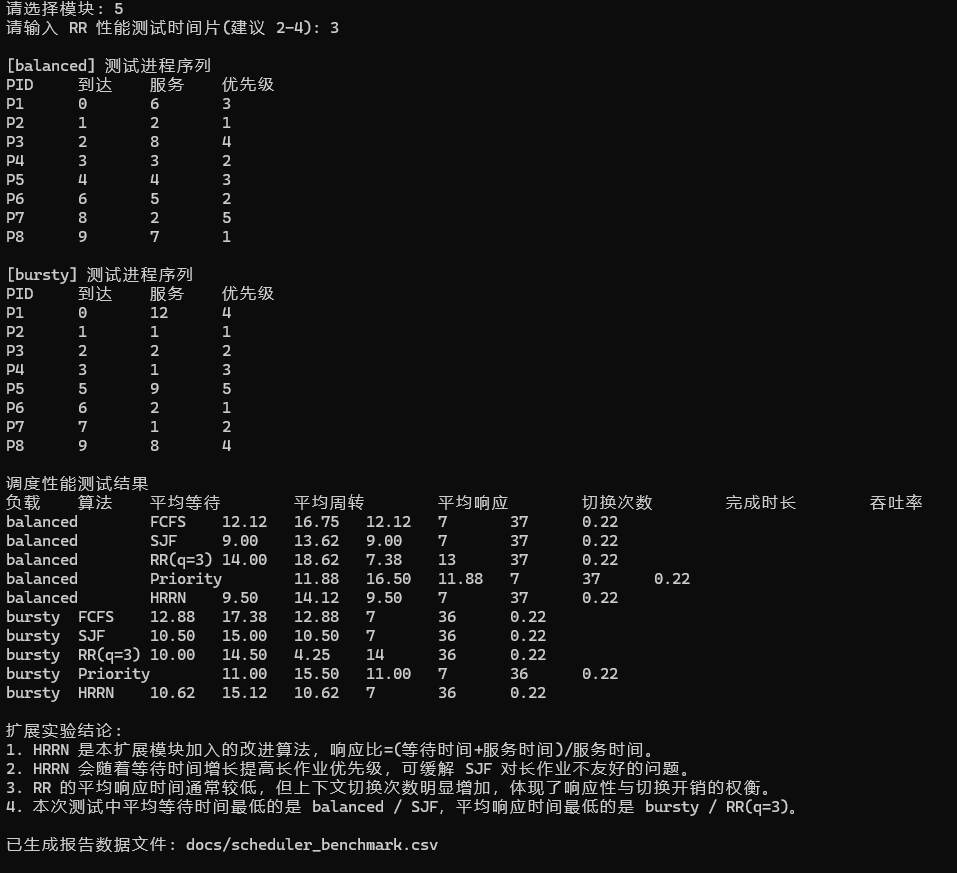 请选择模块: 5
请输入 RR 性能测试时间片(建议 2-4): 3
[balanced] 测试进程序列
PID 到达 服务 优先级
P1 0 6 3
P2 1 2 1
P3 2 8 4
P4 3 3 2
P5 4 4 3
P6 6 5 2
P7 8 2 5
P8 9 7 1
[bursty] 测试进程序列
PID 到达 服务 优先级
P1 0 12 4
P2 1 1 1
P3 2 2 2
P4 3 1 3
P5 5 9 5
P6 6 2 1
P7 7 1 2
P8 9 8 4
调度性能测试结果
负载 算法 平均等待 平均周转 平均响应 切换次数 完成时长 吞吐率
balanced FCFS 12.12 16.75 12.12 7 37 0.22
balanced SJF 9.00 13.62 9.00 7 37 0.22
balanced RR(q=3) 14.00 18.62 7.38 13 37 0.22
balanced Priority 11.88 16.50 11.88 7 37 0.22
balanced HRRN 9.50 14.12 9.50 7 37 0.22
bursty FCFS 12.88 17.38 12.88 7 36 0.22
bursty SJF 10.50 15.00 10.50 7 36 0.22
bursty RR(q=3) 10.00 14.50 4.25 14 36 0.22
bursty Priority 11.00 15.50 11.00 7 36 0.22
bursty HRRN 10.62 15.12 10.62 7 36 0.22
扩展实验结论:
1. HRRN 是本扩展模块加入的改进算法，响应比=(等待时间+服务时间)/服务时间。
2. HRRN 会随着等待时间增长提高长作业优先级，可缓解 SJF 对长作业不友好的问题。
3. RR 的平均响应时间通常较低，但上下文切换次数明显增加，体现了响应性与切换开销的权衡。
4. 本次测试中平均等待时间最低的是 balanced / SJF，平均响应时间最低的是 bursty / RR(q=3)。
已生成报告数据文件: docs/scheduler_benchmark.csv